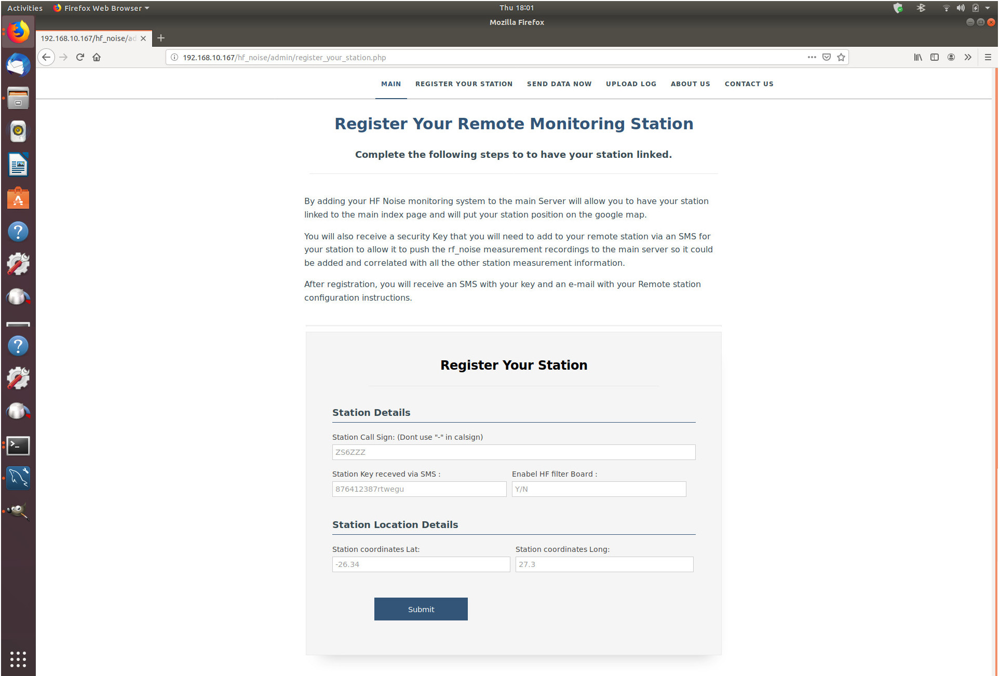 Activities Firefox Web Browser Thu 18:01
Mozilla Firefox
192.168.10.167/hf_noise/ad
192.168.10.167/hf_noise/admin/register_your_station.php
MAIN REGISTER YOUR STATION SEND DATA NOW UPLOAD LOG ABOUT US CONTACT US
Register Your Remote Monitoring Station
Complete the following steps to to have your station linked.
By adding your HF Noise monitoring system to the main Server will allow you to have your station
linked to the main index page and will put your station position on the google map.
You will also receive a security Key that you will need to add to your remote station via an SMS for
your station to allow it to push the rf_noise measurement recordings to the main server so it could
be added and correlated with all the other station measurement information.
After registration, you will receive an SMS with your key and an e-mail with your Remote station
configuration instructions.
Register Your Station
Station Details
Station Call Sign: (Dont use "-" in calsign)
ZS6ZZZ
Station Key receved via SMS : Enabel HF filter Board :
876412387rtwegu Y/N
Station Location Details
Station coordinates Lat: Station coordinates Long:
-26.34 27.3
Submit